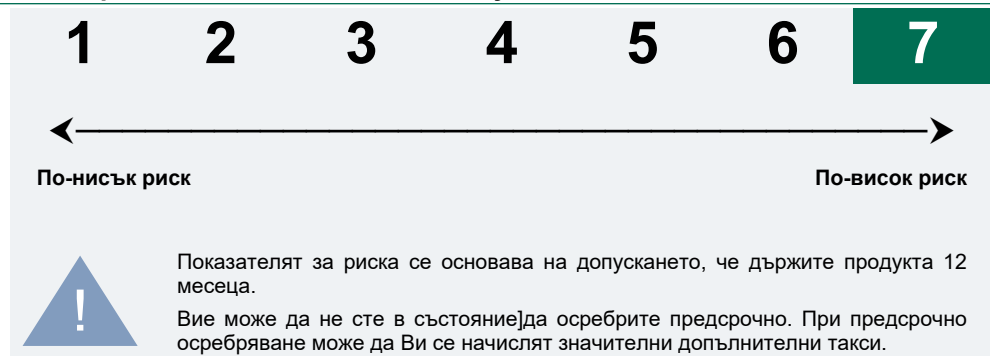 1 2 3 4 5 6 7
По-нисък риск По-висок риск
!
Показателят за риска се основава на допускането, че държите продукта 12
месеца.
Вие може да не сте в състояние]да осребрите предсрочно. При предсрочно
осребряване може да Ви се начислят значителни допълнителни такси.